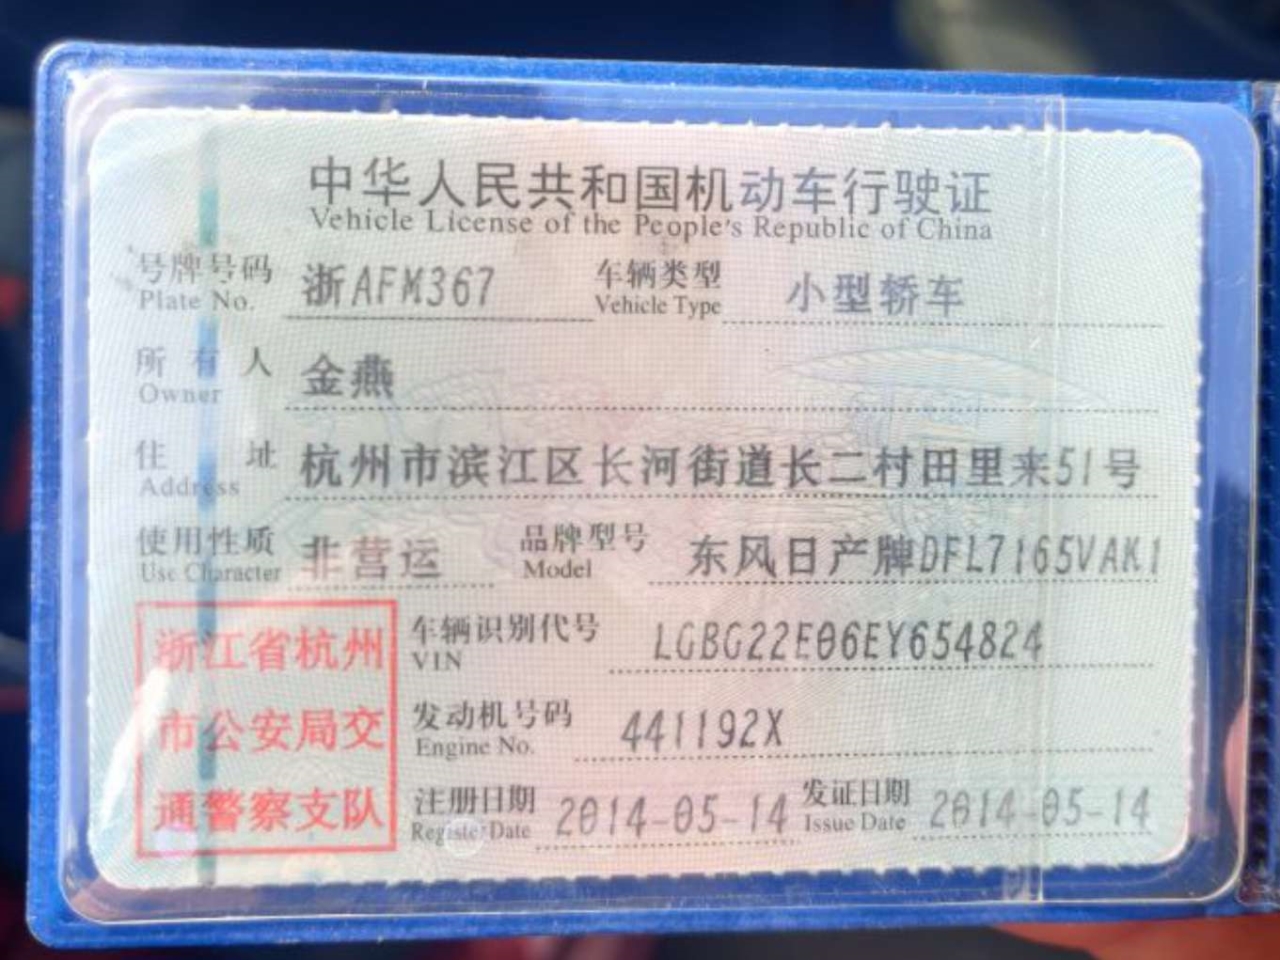 中华人民共和国机动车行驶证
Vehicle License of the People's Republic of China
号牌号码 浙AFM367 车辆类型 小型轿车
Plate No. Vehicle Type
所有人 金燕
Owner
住址 杭州市滨江区长河街道长二村田里来51号
Address
使用性质 非营运 品牌型号 东风日产牌DFL7165VAK1
Use Character Model
浙江省杭州
市公安局交
通警察支队
车辆识别代号 LGBG22E06EY654824
VIN
发动机号码 441192X
Engine No.
注册日期 2014-05-14 发证日期 2014-05-14
Register Date Issue Date